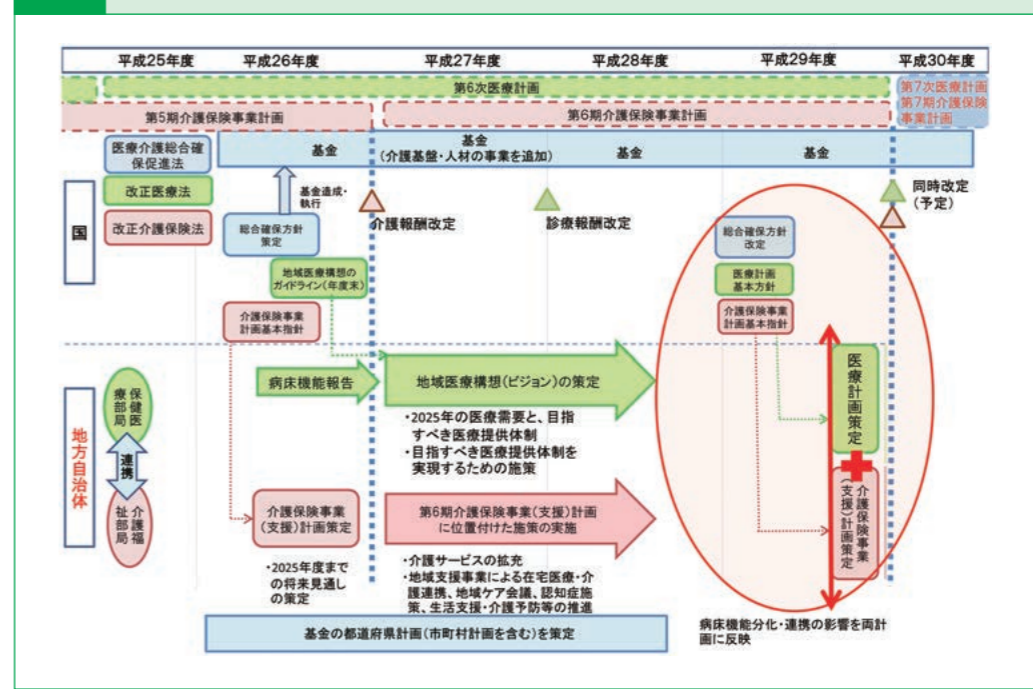 平成25年度
平成26年度
平成27年度
平成28年度
平成29年度
平成30年度
第6次医療計画
第7次医療計画
第7期介護保険
事業計画
第5期介護保険事業計画
第6期介護保険事業計画
医療介護総合確
保促進法
基金
基金
(介護基盤・人材の事業を追加)
基金
基金
国
改正医療法
改正介護保険法
基金造成・
執行
総合確保方針
策定
介護報酬改定
診療報酬改定
同時改定
(予定)
総合確保方針
改定
地域医療構想の
ガイドライン(年度末)
医療計画
基本方針
介護保険事業
計画基本指針
介護保険事業
計画基本指針
地方自治体
保健医
療部局
連携
介護福
祉部局
病床機能報告
地域医療構想(ビジョン)の策定
・2025年の医療需要と、目指
すべき医療提供体制
・目指すべき医療提供体制を
実現するための施策
医療計画策定
介護保険事業
(支援)計画策定
介護保険事業
(支援)計画策定
第6期介護保険事業(支援)計画
に位置付けた施策の実施
・2025年度まで
の将来見通し
の策定
・介護サービスの拡充
・地域支援事業による在宅医療・介
護連携、地域ケア会議、認知症施
策、生活支援・介護予防等の推進
基金の都道府県計画(市町村計画を含む)を策定
病床機能分化・連携の影響を両計
画に反映